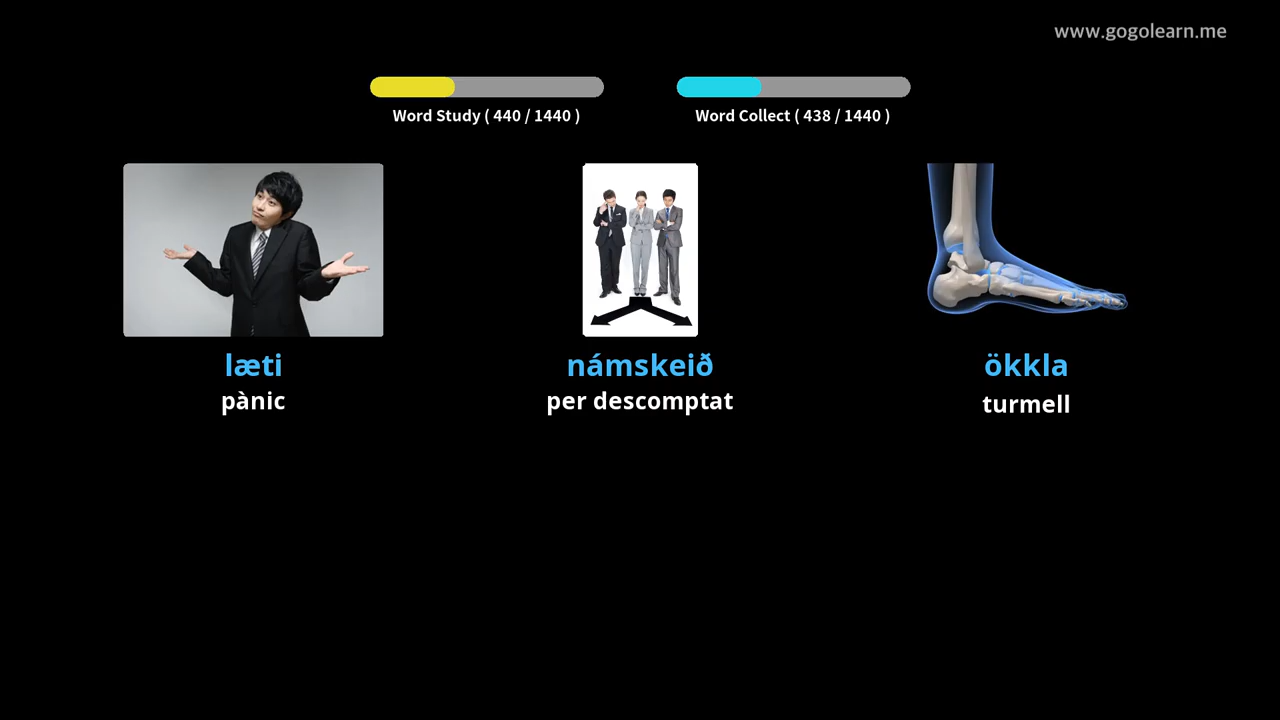 www.gogolearn.me
Word Study ( 440 / 1440 )
Word Collect ( 438 / 1440 )
læti
námskeið
ökkla
pànic
per descomptat
turmell